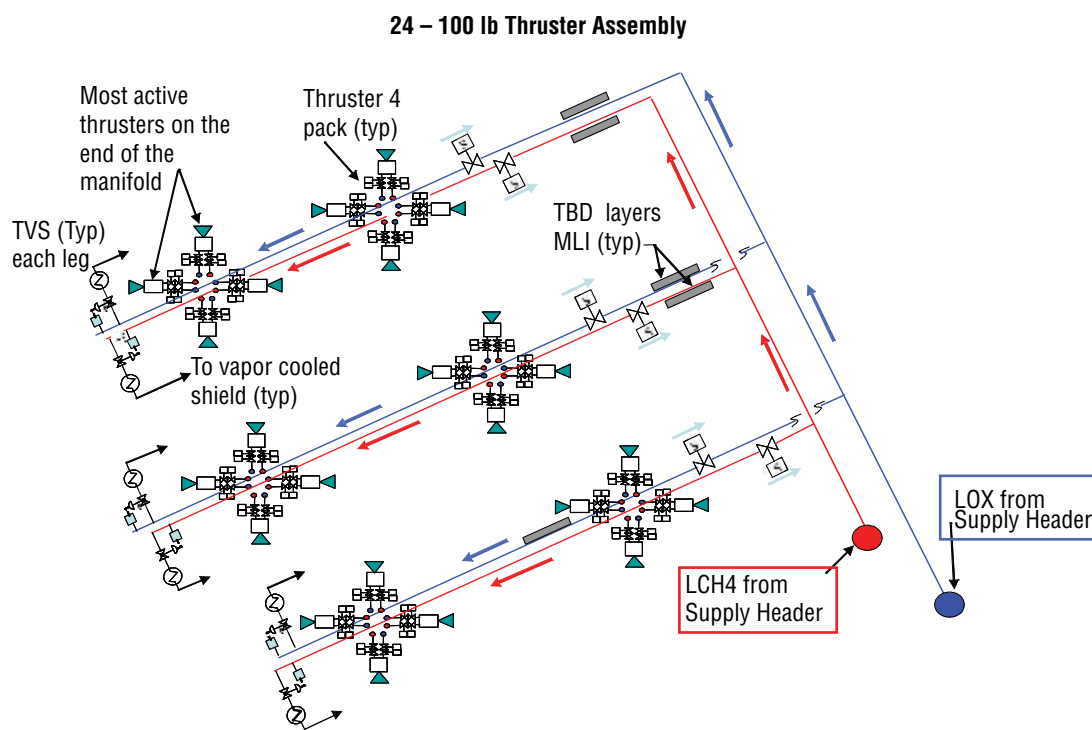 24 – 100 lb Thruster Assembly
Most active
thrusters on the
end of the
manifold
Thruster 4
pack (typ)
TVS (Typ)
each leg
TBD layers
MLI (typ)
To vapor cooled
shield (typ)
LOX from
Supply Header
LCH4 from
Supply Header
Z
Z
Z
Z
Z
Z